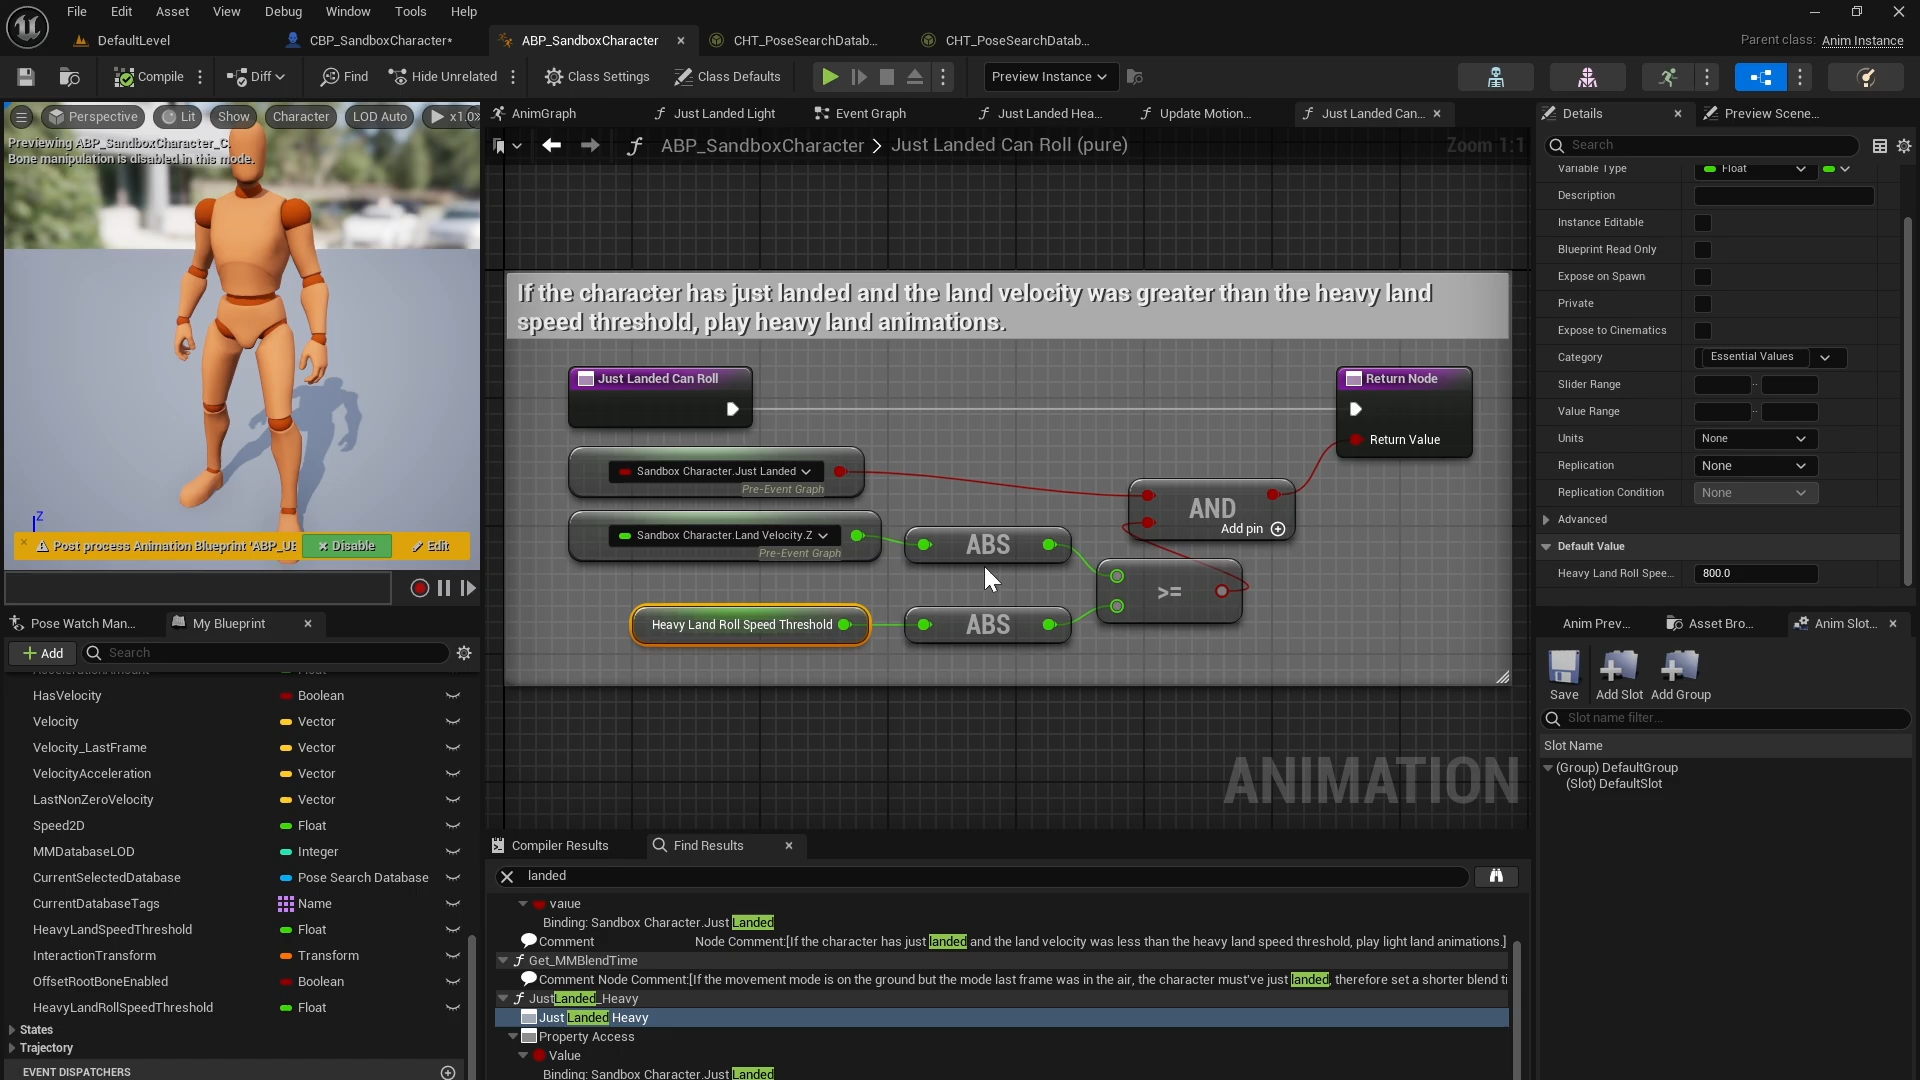 File Edit Asset View Debug Window Tools Help
DefaultLevel CBP_SandboxCharacter* ABP_SandboxCharacter CHT_PoseSearchDatab... CHT_PoseSearchDatab... Parent class: Anim Instance
Compile Diff Find Hide Unrelated Class Settings Class Defaults Preview Instance
Perspective Lit Show Character LOD Auto x1.0
Previewing ABP_SandboxCharacter_C.
Bone manipulation is disabled in this mode.
Z
Post process Animation Blueprint 'ABP_UE Disable Edit
Pose Watch Man... My Blueprint
Add Search
HasVelocity Boolean
Velocity Vector
Velocity_LastFrame Vector
VelocityAcceleration Vector
LastNonZeroVelocity Vector
Speed2D Float
MMDatabaseLOD Integer
CurrentSelectedDatabase Pose Search Database
CurrentDatabaseTags Name
HeavyLandSpeedThreshold Float
InteractionTransform Transform
OffsetRootBoneEnabled Boolean
HeavyLandRollSpeedThreshold Float
States
Trajectory
EVENT DISPATCHERS
AnimGraph Just Landed Light Event Graph Just Landed Hea... Update Motion... Just Landed Can...
ABP_SandboxCharacter > Just Landed Can Roll (pure) Zoom 1:1
If the character has just landed and the land velocity was greater than the heavy land
speed threshold, play heavy land animations.
Just Landed Can Roll
Return Node
Return Value
Sandbox Character.Just Landed
Pre-Event Graph
Sandbox Character.Land Velocity.Z
Pre-Event Graph
ABS
AND
Add pin
>=
Heavy Land Roll Speed Threshold
ABS
ANIMATION
Compiler Results Find Results
landed
value
Binding: Sandbox Character.Just Landed
Comment Node Comment:[If the character has just landed and the land velocity was less than the heavy land speed threshold, play light land animations.]
Get_MMBlendTime
Comment Node Comment:[If the movement mode is on the ground but the mode last frame was in the air, the character must've just landed, therefore set a shorter blend ti
JustLanded_Heavy
Just Landed Heavy
Property Access
Value
Binding: Sandbox Character.Just Landed
Details Preview Scene...
Search
Variable Type Float
Description
Instance Editable
Blueprint Read Only
Expose on Spawn
Private
Expose to Cinematics
Category Essential Values
Slider Range ..
Value Range ..
Units None
Replication None
Replication Condition None
Advanced
Default Value
Heavy Land Roll Spee... 800.0
Anim Prev... Asset Bro... Anim Slot...
Save Add Slot Add Group
Slot name filter...
Slot Name
(Group) DefaultGroup
(Slot) DefaultSlot